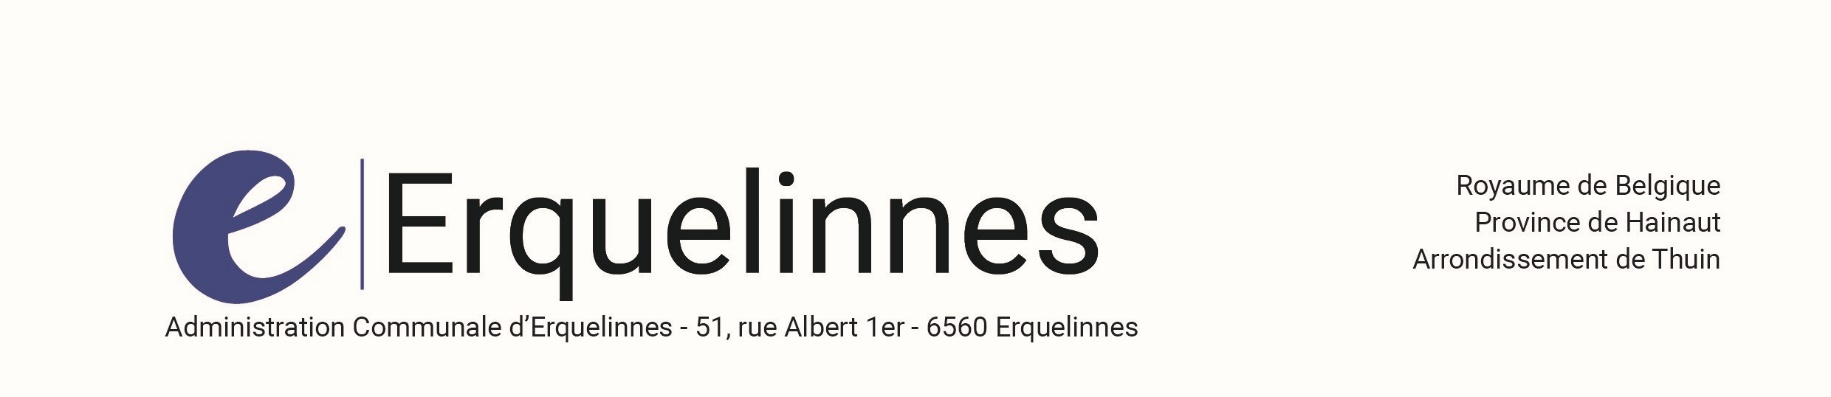 e Erquelinnes
Administration Communale d’Erquelinnes - 51, rue Albert 1er - 6560 Erquelinnes
Royaume de Belgique
Province de Hainaut
Arrondissement de Thuin